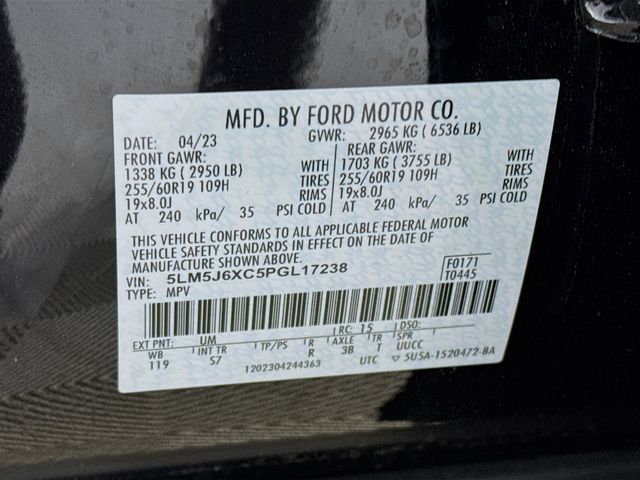 MFD. BY FORD MOTOR CO.
DATE: 04/23 GVWR: 2965 KG ( 6536 LB)
FRONT GAWR: REAR GAWR:
1338 KG ( 2950 LB) WITH 1703 KG ( 3755 LB) WITH
255/60R19 109H TIRES 255/60R19 109H TIRES
19x8.0J RIMS 19x8.0J RIMS
AT 240 kPa/ 35 PSI COLD AT 240 kPa/ 35 PSI COLD
THIS VEHICLE CONFORMS TO ALL APPLICABLE FEDERAL MOTOR
VEHICLE SAFETY STANDARDS IN EFFECT ON THE DATE OF
MANUFACTURE SHOWN ABOVE.
VIN: 5LM5J6XC5PGL17238 F0171
TYPE: MPV T0445
EXT PNT: UM RC: 15 DSO:
WB INT TR TP/PS R AXLE TR SPR
119 S7 R 3B T UUCC
1202304244363 UTC 5U5A-1520472-BA